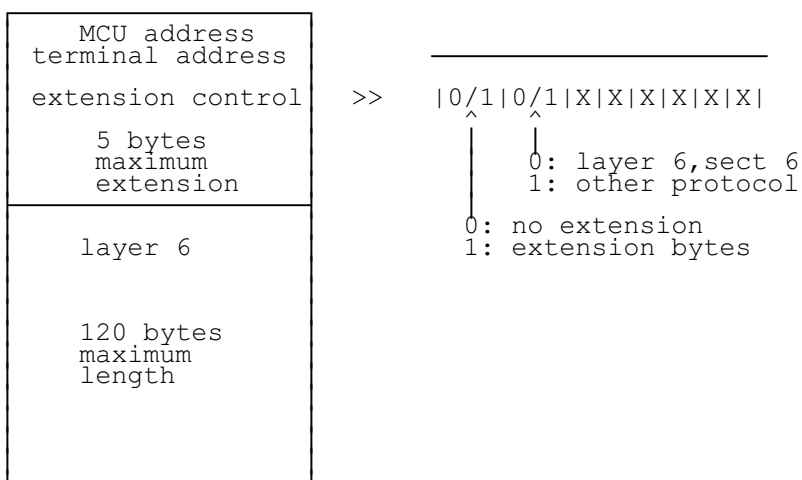 MCU address
terminal address
extension control >> |0/1|0/1|X|X|X|X|X|X|
^ ^
5 bytes
maximum
extension
0: layer 6,sect 6
1: other protocol
0: no extension
1: extension bytes
layer 6
120 bytes
maximum
length